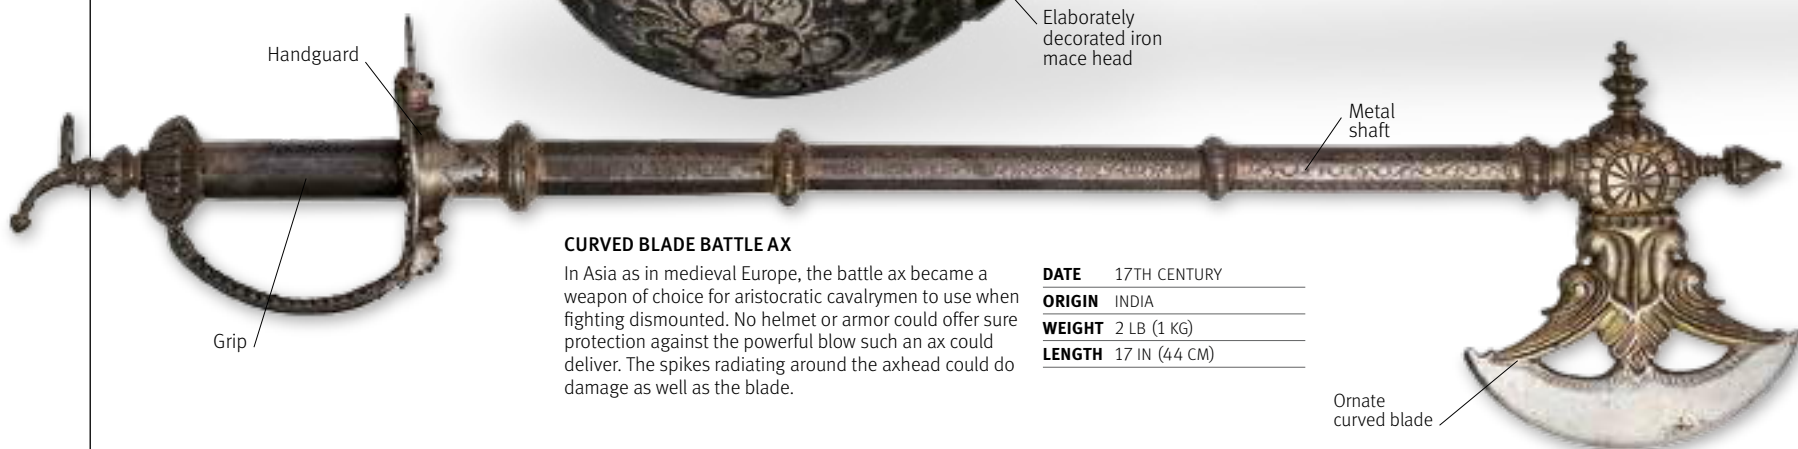 Elaborately
decorated iron
mace head
Handguard
Metal
shaft
Grip
CURVED BLADE BATTLE AX
In Asia as in medieval Europe, the battle ax became a
weapon of choice for aristocratic cavalrymen to use when
fighting dismounted. No helmet or armor could offer sure
protection against the powerful blow such an ax could
deliver. The spikes radiating around the axhead could do
damage as well as the blade.
DATE 17TH CENTURY
ORIGIN INDIA
WEIGHT 2 LB (1 KG)
LENGTH 17 IN (44 CM)
Ornate
curved blade